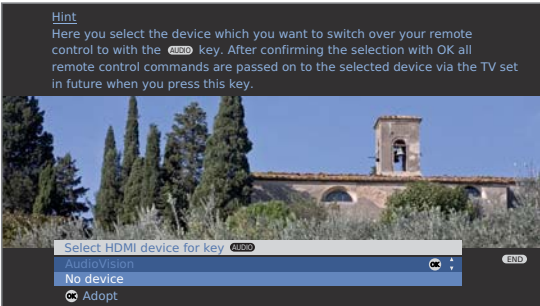 Hint
Here you select the device which you want to switch over your remote
control to with the AUDIO key. After confirming the selection with OK all
remote control commands are passed on to the selected device via the TV set
in future when you press this key.
Select HDMI device for key AUDIO
AudioVision OK
END
No device
OK Adopt